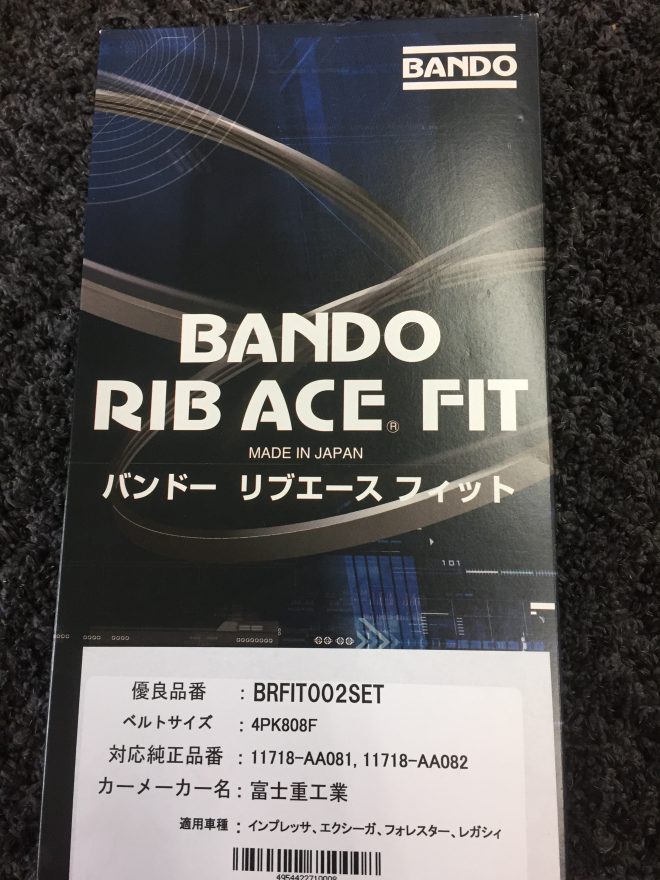 BANDO
BANDO
RIB ACE® FIT
MADE IN JAPAN
バンドー リブエース フィット
101
優良品番 : BRFIT002SET
ベルトサイズ : 4PK808F
対応純正品番 : 11718-AA081,11718-AA082
カーメーカー名: 富士重工業
適用車種 : インプレッサ、エクシーガ、フォレスター、レガシィ
4954422710008